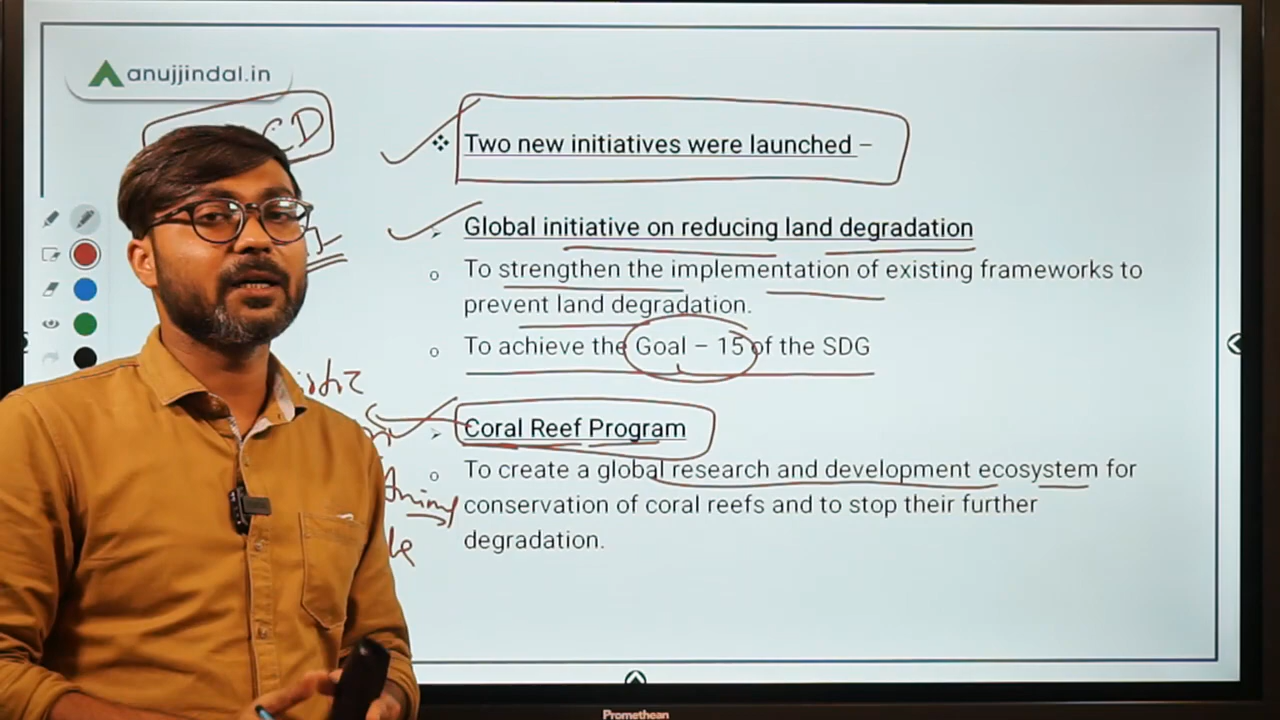 anujjindal.in
CD
Two new initiatives were launched –
Global initiative on reducing land degradation
To strengthen the implementation of existing frameworks to
prevent land degradation.
To achieve the Goal – 15 of the SDG
Coral Reef Program
To create a global research and development ecosystem for
conservation of coral reefs and to stop their further
degradation.
Promethean